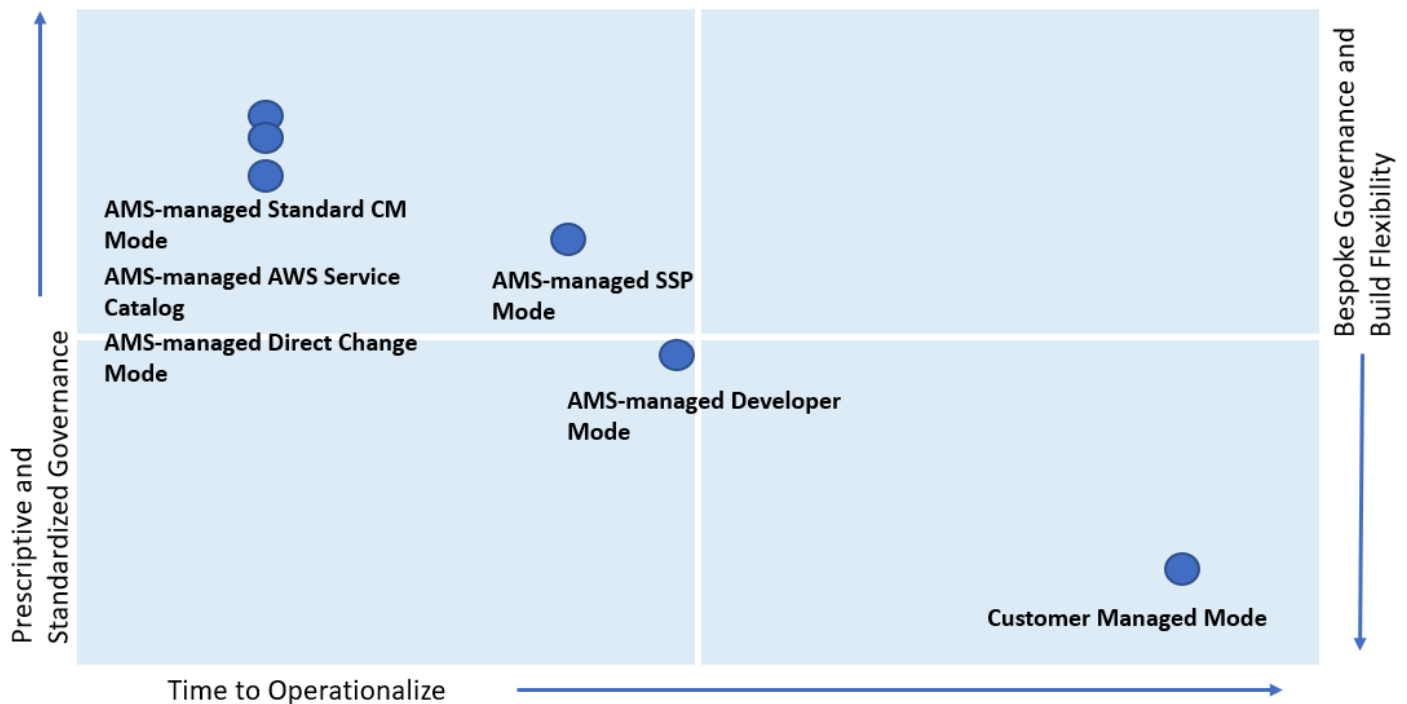 Prescriptive and
Standardized Governance
AMS-managed Standard CM
Mode
AMS-managed AWS Service
Catalog
AMS-managed Direct Change
Mode
AMS-managed SSP
Mode
AMS-managed Developer
Mode
Customer Managed Mode
Bespoke Governance and
Build Flexibility
Time to Operationalize